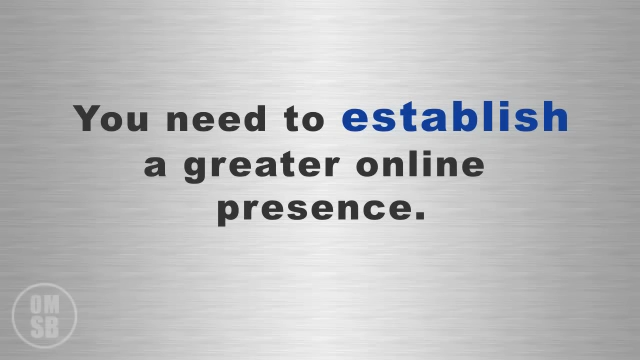 You need to establish
a greater online
presence.
OM
SB